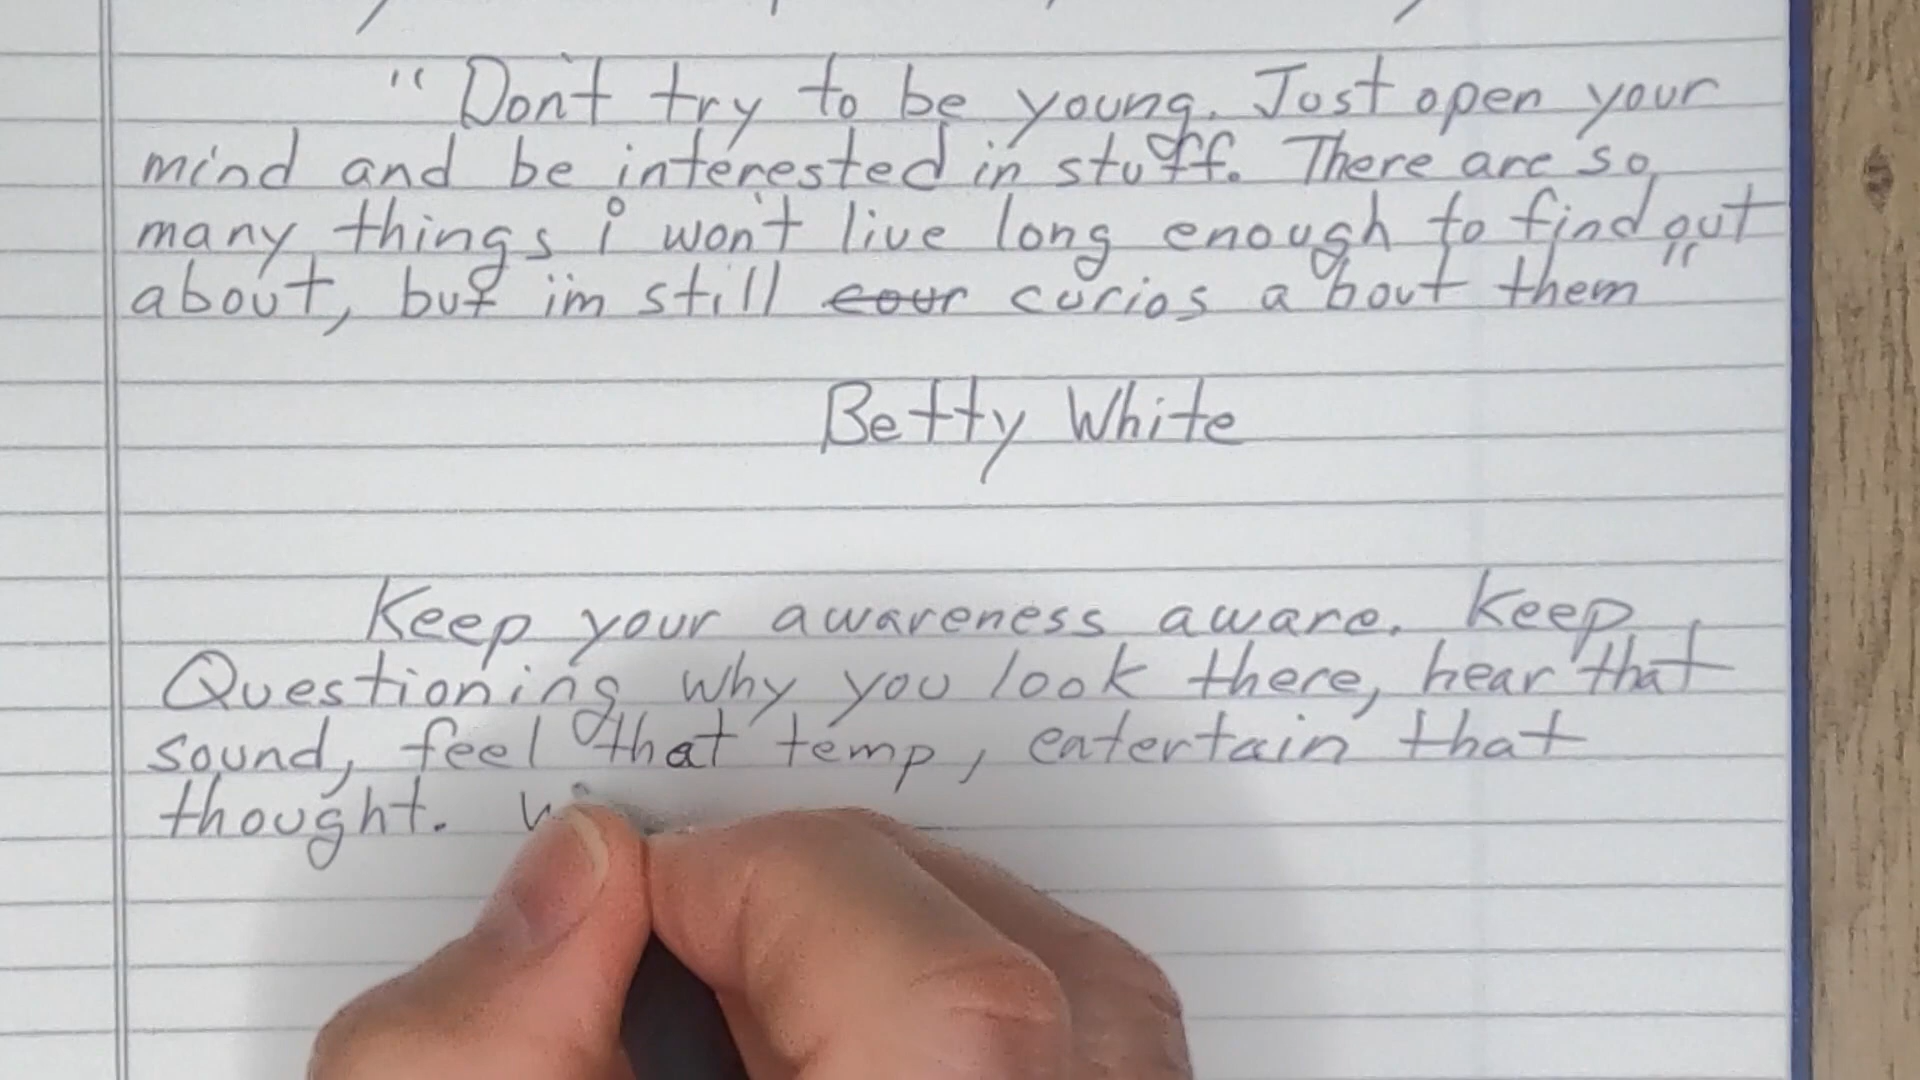 "Don't try to be young. Just open your
mind and be interested in stuff. There are so
many things i won't live long enough to find out
about, but i'm still cour curios about them"
Betty White
Keep your awareness aware. Keep
Questioning why you look there, hear that
sound, feel that temp, entertain that
thought.